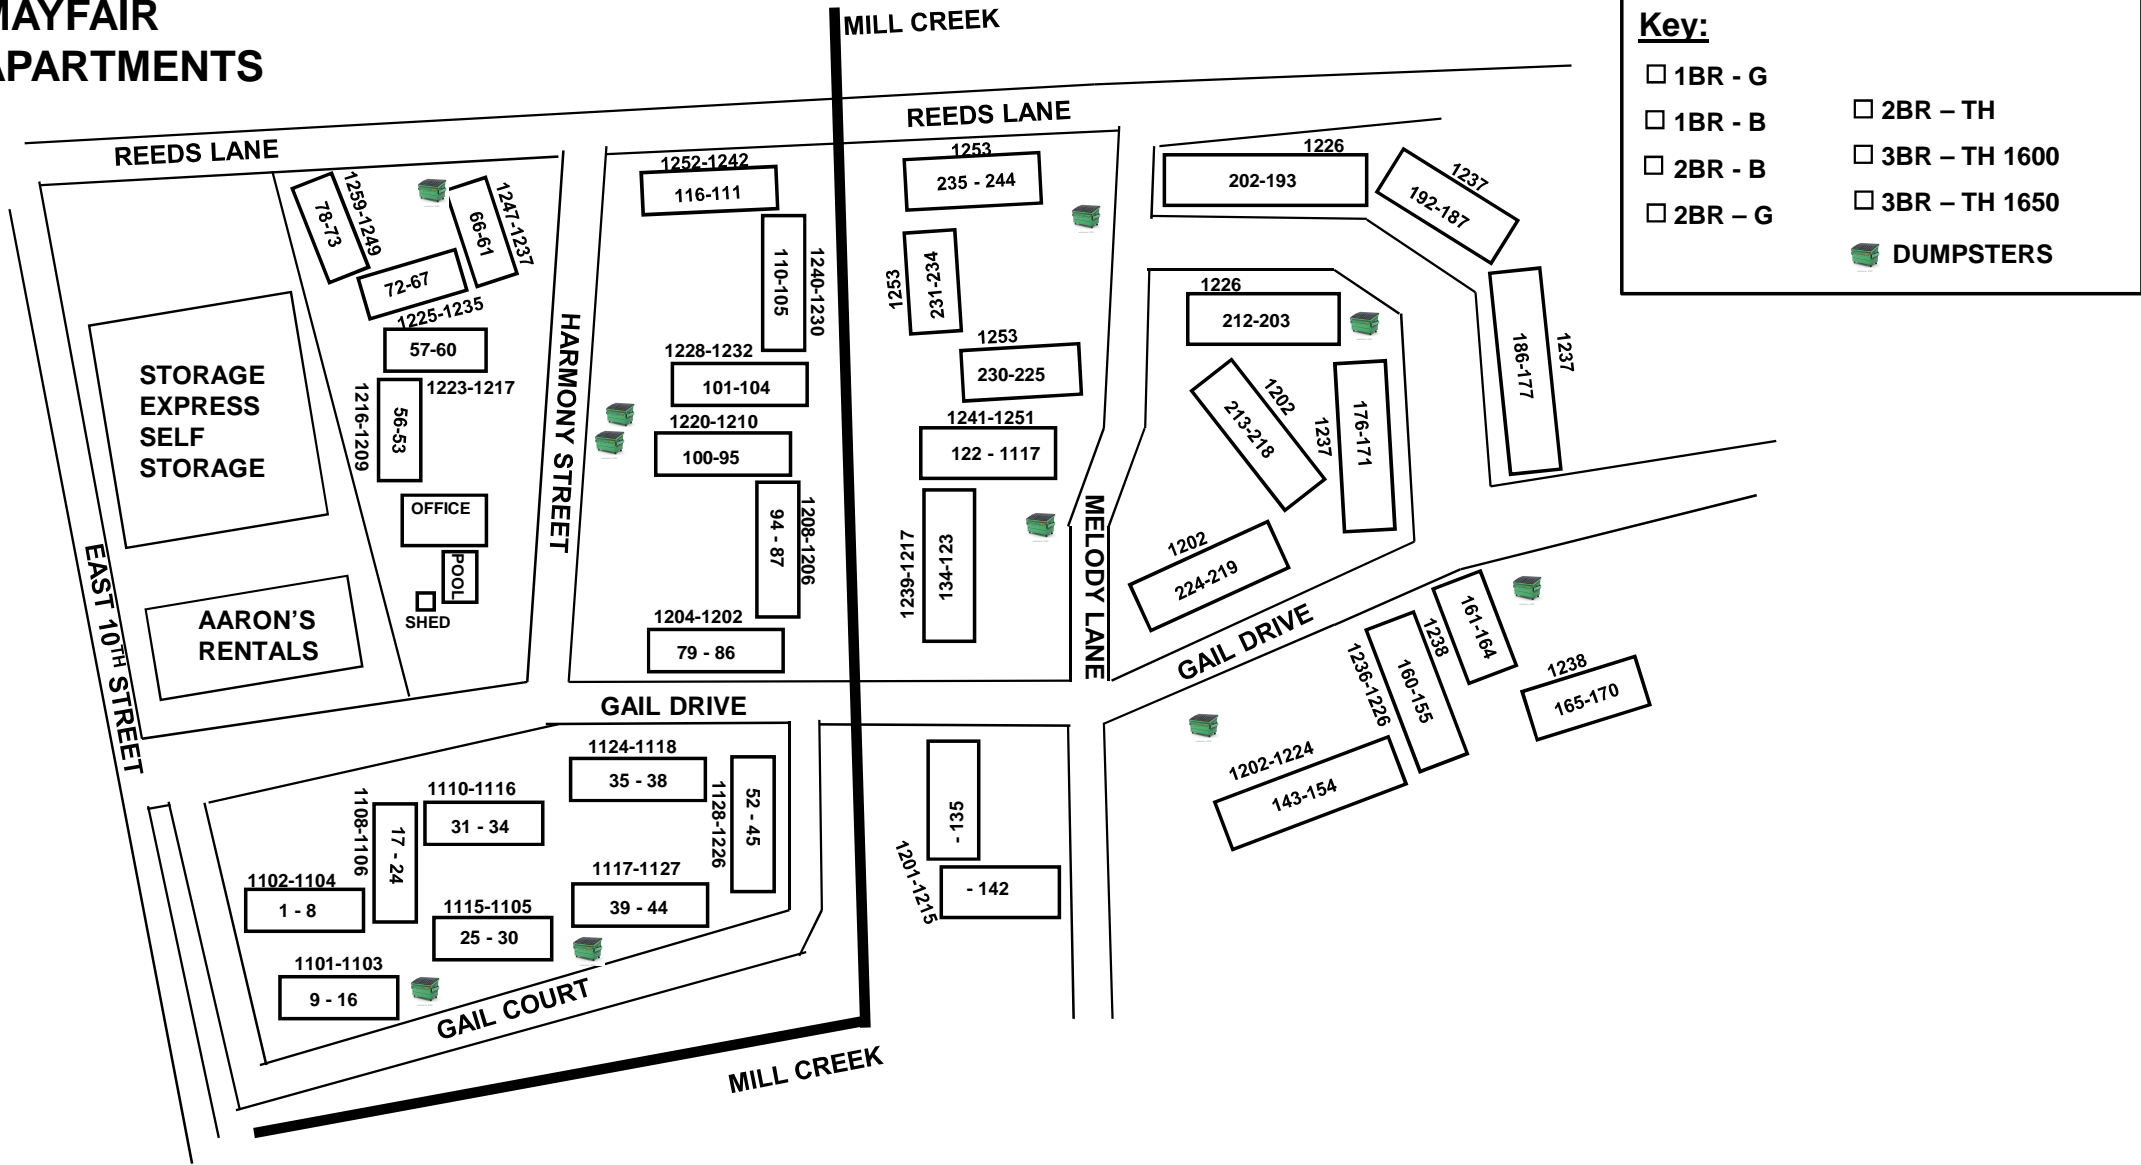 MAYFAIR
APARTMENTS
MILL CREEK
Key:
1BR - G
1BR - B
2BR - B
2BR – G
2BR – TH
3BR – TH 1600
3BR – TH 1650
DUMPSTERS
REEDS LANE
REEDS LANE
1259-1249
78-73
1247-1237
66-61
72-67
1225-1235
57-60
1223-1217
1216-1209
56-53
OFFICE
POOL
SHED
STORAGE
EXPRESS
SELF
STORAGE
AARON'S
RENTALS
EAST 10TH STREET
HARMONY STREET
1252-1242
116-111
110-105
1240-1230
1228-1232
101-104
1220-1210
100-95
94 - 87
1208-1206
1204-1202
79 - 86
1253
235 - 244
1253
231-234
1253
230-225
1241-1251
122 - 1117
1239-1217
134-123
MELODY LANE
1226
202-193
1237
192-187
1237
186-177
1226
212-203
1202
213-218
1237
176-171
1202
224-219
GAIL DRIVE
GAIL DRIVE
1238
161-164
1236-1226
160-155
1238
165-170
1202-1224
143-154
1124-1118
35 - 38
1128-1226
52 - 45
1110-1116
31 - 34
1108-1106
17 - 24
1102-1104
1 - 8
1117-1127
39 - 44
1115-1105
25 - 30
1101-1103
9 - 16
- 135
1201-1215
- 142
GAIL COURT
MILL CREEK